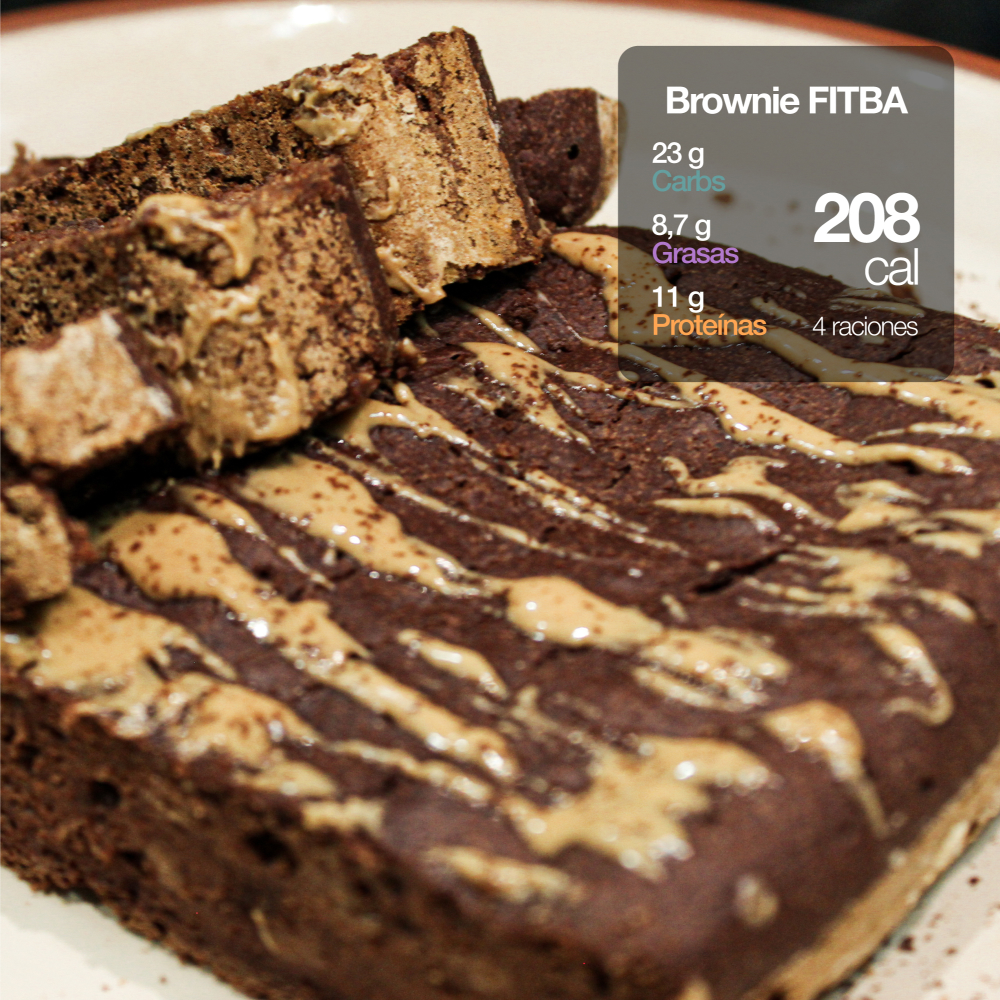 Brownie FITBA
23 g
Carbs
8,7 g
Grasas
11 g
Proteínas
208
cal
4 raciones